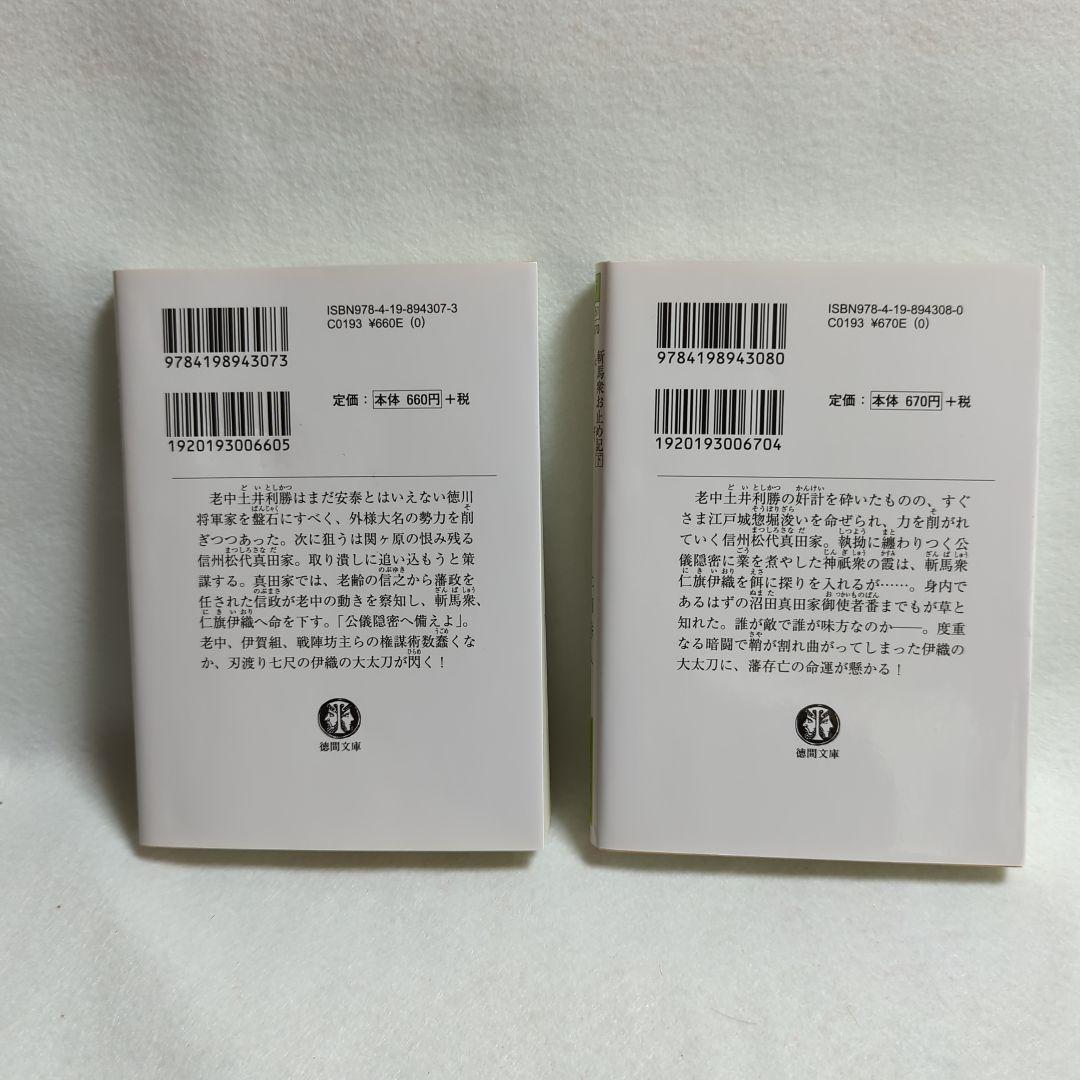 ISBN978-4-19-894307-3
C0193 ¥660E (0)
9784198943073
定価:本体 660円+税
1920193006605
老中土井利勝はまだ安泰とはいえない徳川
将軍家を盤石にすべく、外様大名の勢力を削
ぎつつあった。次に狙うは関ヶ原の恨み残る
信州松代真田家。取り潰しに追い込もうと策
謀する。真田家では、老齢の信之から藩政を
任された信政が老中の動きを察知し、斬馬衆、
仁旗伊織へ命を下す。「公儀隠密へ備えよ」。
老中、伊賀組、戦陣坊主らの権謀術数蠢くな
か、刃渡り七尺の伊織の大太刀が閃く!
徳間文庫
斬馬衆お止め記
下
ISBN978-4-19-894308-0
C0193 ¥670E (0)
9784198943080
定価:本体 670円+税
1920193006704
老中土井利勝の奸計を砕いたものの、すぐ
さま江戸城惣堀浚いを命ぜられ、力を削がれ
ていく信州松代真田家。執拗に纏わりつく公
儀隠密に業を煮やした神祇衆の霞は、斬馬衆
仁旗伊織を餌に探りを入れるが……。身内で
あるはずの沼田真田家御使者番までもが草と
知れた。誰が敵で誰が味方なのか――。度重
なる暗闘で鞘が割れ曲がってしまった伊織の
大太刀に、藩存亡の命運が懸かる!
徳間文庫